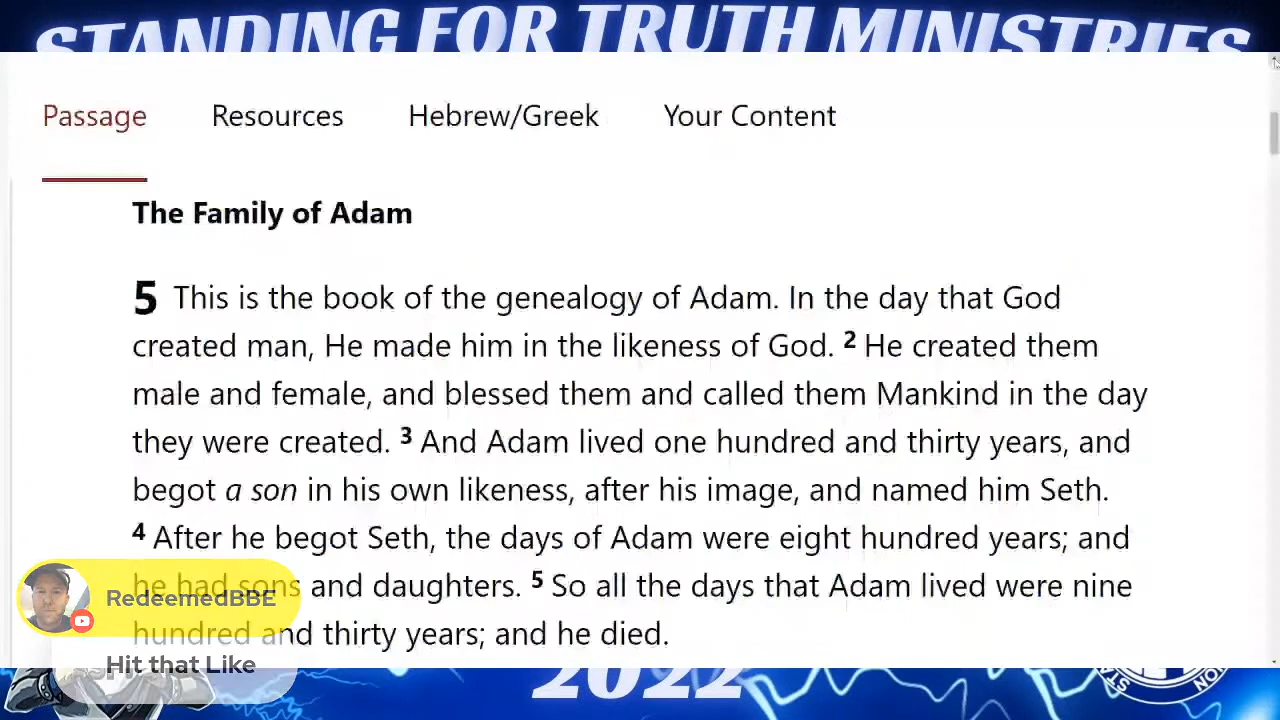 STANDING FOR TRUTH MINISTRIES
Passage Resources Hebrew/Greek Your Content
The Family of Adam
5 This is the book of the genealogy of Adam. In the day that God
created man, He made him in the likeness of God. 2 He created them
male and female, and blessed them and called them Mankind in the day
they were created. 3 And Adam lived one hundred and thirty years, and
begot a son in his own likeness, after his image, and named him Seth.
4 After he begot Seth, the days of Adam were eight hundred years; and
he had sons and daughters. 5 So all the days that Adam lived were nine
hundred and thirty years; and he died.
RedeemedBBE
Hit that Like
2022